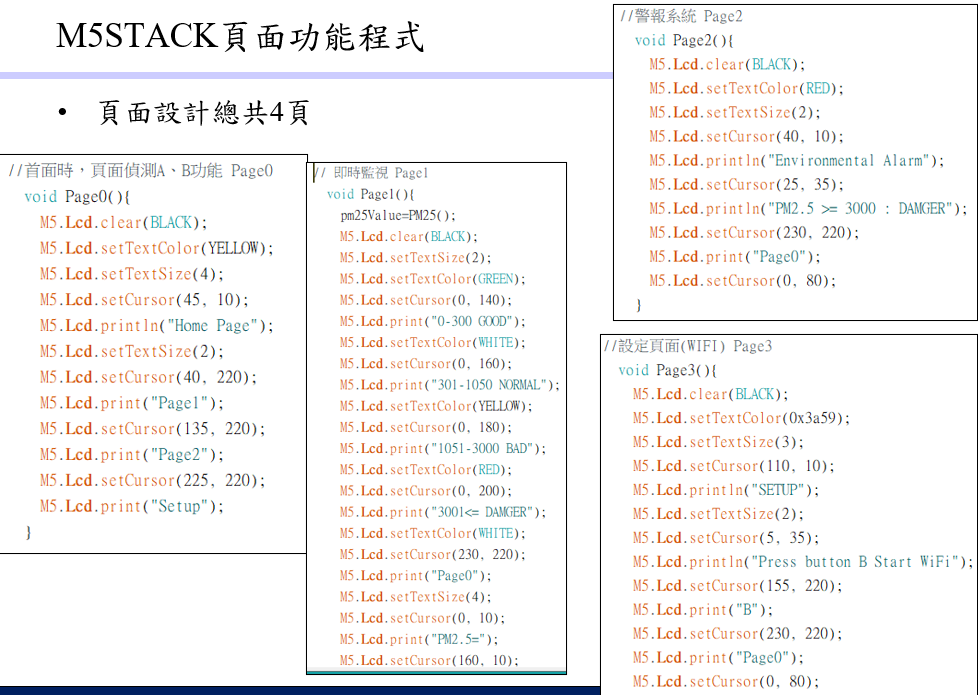 M5STACK頁面功能程式
• 頁面設計總共4頁
//首面時，頁面偵測A、B功能 Page0
void Page0(){
M5.Lcd.clear(BLACK);
M5.Lcd.setTextColor(YELLOW);
M5.Lcd.setTextSize(4);
M5.Lcd.setCursor(45, 10);
M5.Lcd.println("Home Page");
M5.Lcd.setTextSize(2);
M5.Lcd.setCursor(40, 220);
M5.Lcd.print("Page1");
M5.Lcd.setCursor(135, 220);
M5.Lcd.print("Page2");
M5.Lcd.setCursor(225, 220);
M5.Lcd.print("Setup");
}
// 即時監視 Page1
void Page1(){
pm25Value=PM25();
M5.Lcd.clear(BLACK);
M5.Lcd.setTextSize(2);
M5.Lcd.setTextColor(GREEN);
M5.Lcd.setCursor(0, 140);
M5.Lcd.print("0-300 GOOD");
M5.Lcd.setTextColor(WHITE);
M5.Lcd.setCursor(0, 160);
M5.Lcd.print("301-1050 NORMAL");
M5.Lcd.setTextColor(YELLOW);
M5.Lcd.setCursor(0, 180);
M5.Lcd.print("1051-3000 BAD");
M5.Lcd.setTextColor(RED);
M5.Lcd.setCursor(0, 200);
M5.Lcd.print("3001<= DAMGER");
M5.Lcd.setTextColor(WHITE);
M5.Lcd.setCursor(230, 220);
M5.Lcd.print("Page0");
M5.Lcd.setTextSize(4);
M5.Lcd.setCursor(0, 10);
M5.Lcd.print("PM2.5=");
M5.Lcd.setCursor(160, 10);
//警報系統 Page2
void Page2(){
M5.Lcd.clear(BLACK);
M5.Lcd.setTextColor(RED);
M5.Lcd.setTextSize(2);
M5.Lcd.setCursor(40, 10);
M5.Lcd.println("Environmental Alarm");
M5.Lcd.setCursor(25, 35);
M5.Lcd.println("PM2.5 >= 3000 : DAMGER");
M5.Lcd.setCursor(230, 220);
M5.Lcd.print("Page0");
M5.Lcd.setCursor(0, 80);
}
//設定頁面(WIFI) Page3
void Page3(){
M5.Lcd.clear(BLACK);
M5.Lcd.setTextColor(0x3a59);
M5.Lcd.setTextSize(3);
M5.Lcd.setCursor(110, 10);
M5.Lcd.println("SETUP");
M5.Lcd.setTextSize(2);
M5.Lcd.setCursor(5, 35);
M5.Lcd.println("Press button B Start WiFi");
M5.Lcd.setCursor(155, 220);
M5.Lcd.print("B");
M5.Lcd.setCursor(230, 220);
M5.Lcd.print("Page0");
M5.Lcd.setCursor(0, 80);